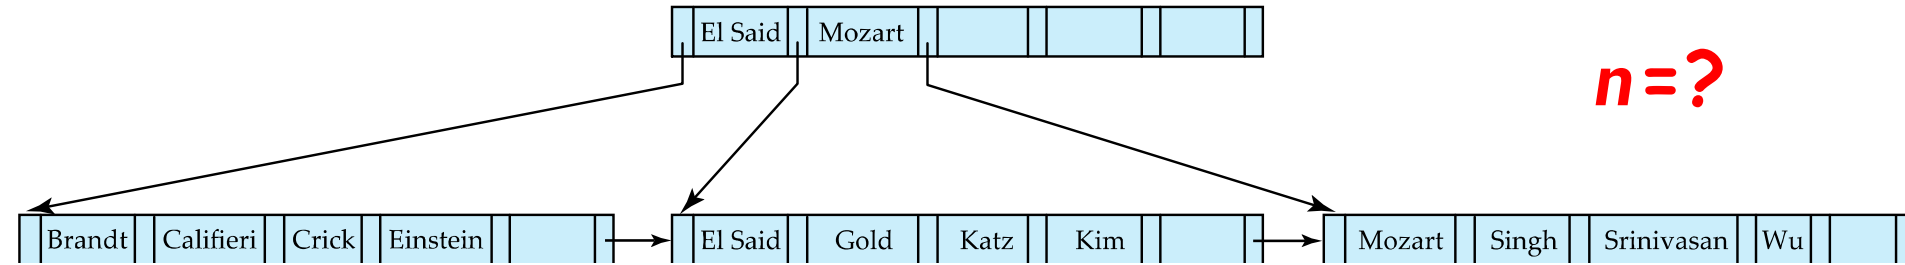 El Said Mozart
n=?
Brandt Califieri Crick Einstein El Said Gold Katz Kim Mozart Singh Srinivasan Wu